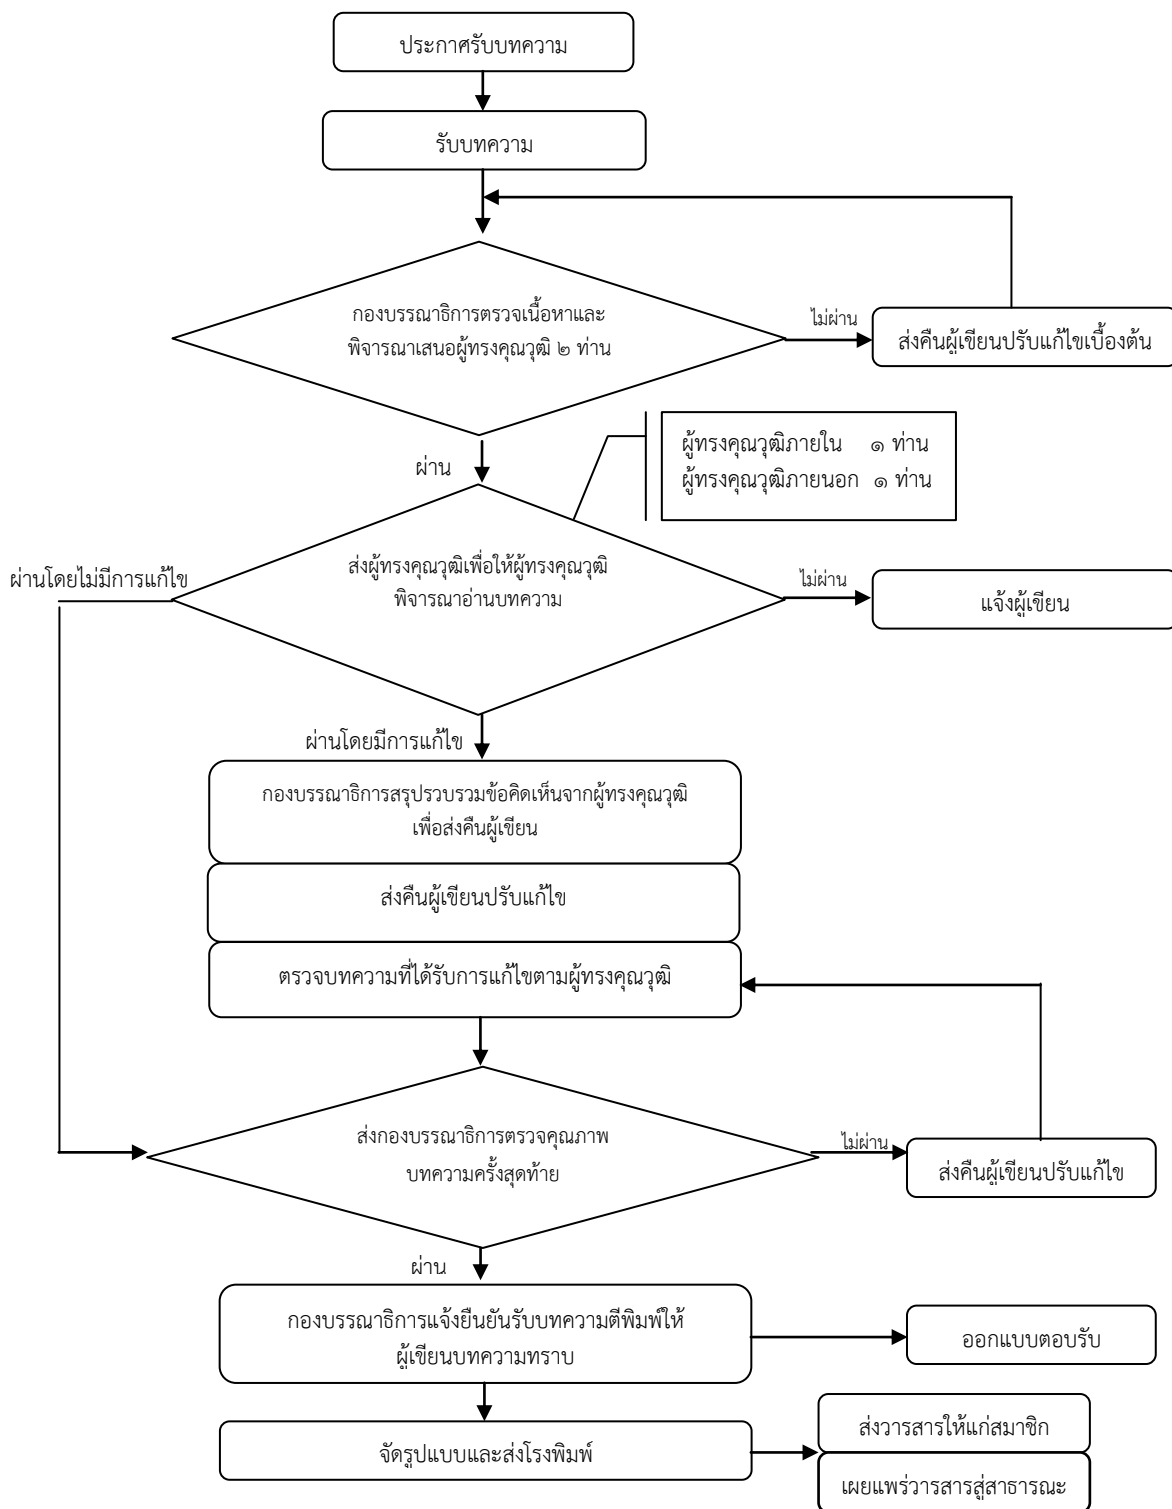 ประกาศรับบทความ
รับบทความ
กองบรรณาธิการตรวจเนื้อหาและ
พิจารณาเสนอผู้ทรงคุณวุฒิ ๒ ท่าน
ไม่ผ่าน
ส่งคืนผู้เขียนปรับแก้ไขเบื้องต้น
ผ่าน
ผู้ทรงคุณวุฒิภายใน ๑ ท่าน
ผู้ทรงคุณวุฒิภายนอก ๑ ท่าน
ผ่านโดยไม่มีการแก้ไข
ส่งผู้ทรงคุณวุฒิเพื่อให้ผู้ทรงคุณวุฒิ
พิจารณาอ่านบทความ
ไม่ผ่าน
แจ้งผู้เขียน
ผ่านโดยมีการแก้ไข
กองบรรณาธิการสรุปรวบรวมข้อคิดเห็นจากผู้ทรงคุณวุฒิ
เพื่อส่งคืนผู้เขียน
ส่งคืนผู้เขียนปรับแก้ไข
ตรวจบทความที่ได้รับการแก้ไขตามผู้ทรงคุณวุฒิ
ส่งกองบรรณาธิการตรวจคุณภาพ
บทความครั้งสุดท้าย
ไม่ผ่าน
ส่งคืนผู้เขียนปรับแก้ไข
ผ่าน
กองบรรณาธิการแจ้งยืนยันรับบทความตีพิมพ์ให้
ผู้เขียนบทความทราบ
ออกแบบตอบรับ
จัดรูปแบบและส่งโรงพิมพ์
ส่งวารสารให้แก่สมาชิก
เผยแพร่วารสารสู่สาธารณะ